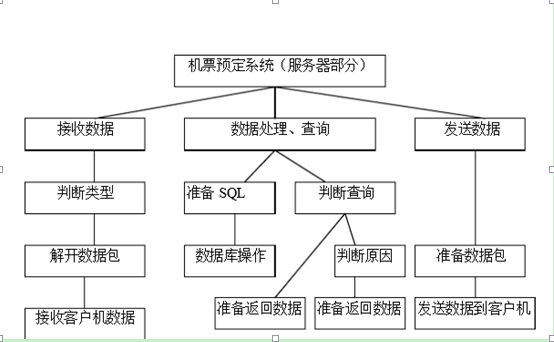 机票预定系统（服务器部分）
接收数据
数据处理、查询
发送数据
判断类型
准备 SQL
判断查询
解开数据包
数据库操作
判断原因
准备数据包
接收客户机数据
准备返回数据
准备返回数据
发送数据到客户机